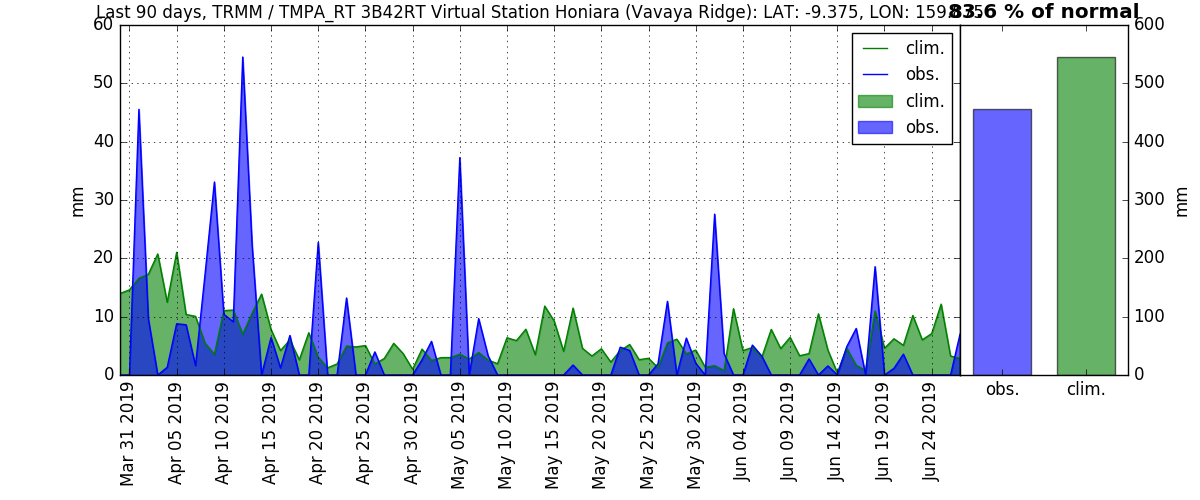 Last 90 days, TRMM / TMPA_RT 3B42RT Virtual Station Honiara (Vavaya Ridge): LAT: -9.375, LON: 159
83.6 % of normal
60
50
40
30
20
10
0
mm
clim.
obs.
clim.
obs.
600
500
400
300
200
100
0
mm
obs.
clim.
Mar 31 2019
Apr 05 2019
Apr 10 2019
Apr 15 2019
Apr 20 2019
Apr 25 2019
Apr 30 2019
May 05 2019
May 10 2019
May 15 2019
May 20 2019
May 25 2019
May 30 2019
Jun 04 2019
Jun 09 2019
Jun 14 2019
Jun 19 2019
Jun 24 2019